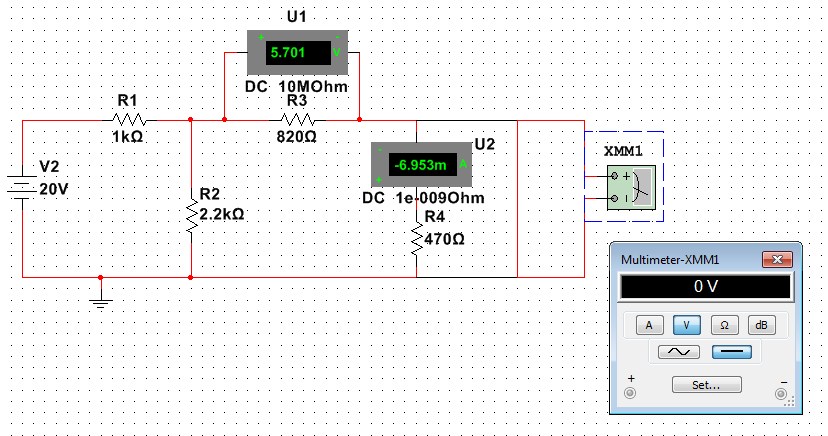 U1
+ -
5.701 V
DC 10MOhm
R1
R3
1kΩ
820Ω
U2
-
-6.953m A
+
DC 1e-009Ohm
XMM1
+
-
V2
20V
R2
2.2kΩ
R4
470Ω
Multimeter-XMM1
0 V
A V Ω dB
+ Set... -